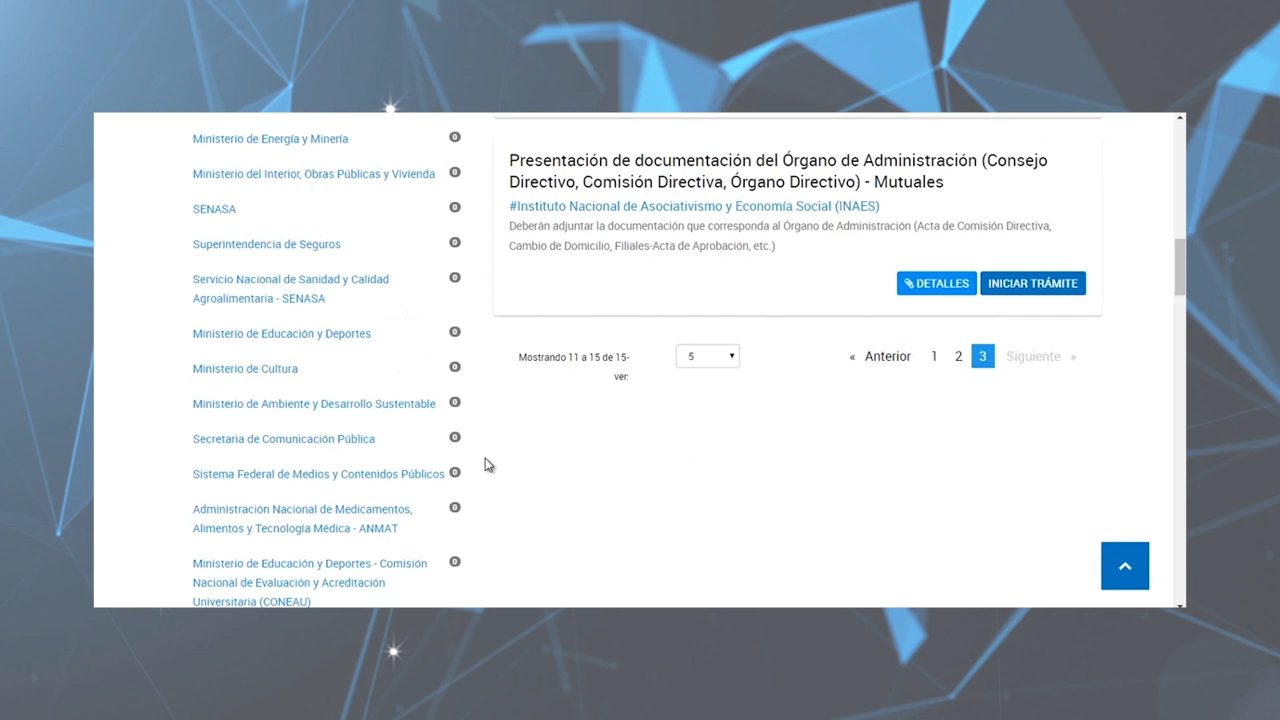 Ministerio de Energía y Minería 0
Ministerio del Interior, Obras Públicas y Vivienda 0
SENASA 0
Superintendencia de Seguros 0
Servicio Nacional de Sanidad y Calidad 0
Agroalimentaria - SENASA
Ministerio de Educación y Deportes 0
Ministerio de Cultura 0
Ministerio de Ambiente y Desarrollo Sustentable 0
Secretaria de Comunicación Pública 0
Sistema Federal de Medios y Contenidos Públicos 0
Administración Nacional de Medicamentos, 0
Alimentos y Tecnología Médica - ANMAT
Ministerio de Educación y Deportes - Comisión 0
Nacional de Evaluación y Acreditación
Universitaria (CONEAU)
Presentación de documentación del Órgano de Administración (Consejo
Directivo, Comisión Directiva, Órgano Directivo) - Mutuales
#Instituto Nacional de Asociativismo y Economía Social (INAES)
Deberán adjuntar la documentación que corresponda al Órgano de Administración (Acta de Comisión Directiva,
Cambio de Domicilio, Filiales-Acta de Aprobación, etc.)
DETALLES INICIAR TRÁMITE
Mostrando 11 a 15 de 15-
ver:
5
« Anterior 1 2 3 Siguiente »